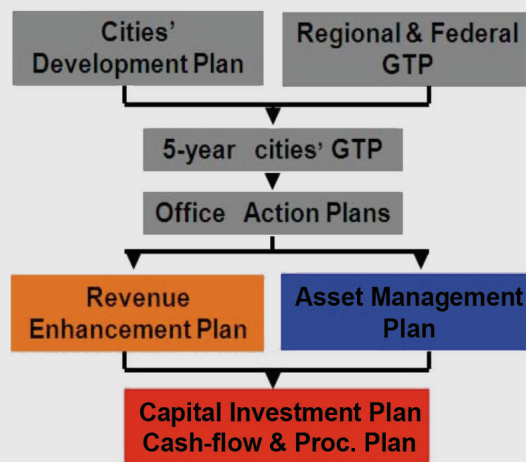 Cities'
Development Plan
Regional & Federal
GTP
5-year cities' GTP
Office Action Plans
Revenue
Enhancement Plan
Asset Management
Plan
Capital Investment Plan
Cash-flow & Proc. Plan